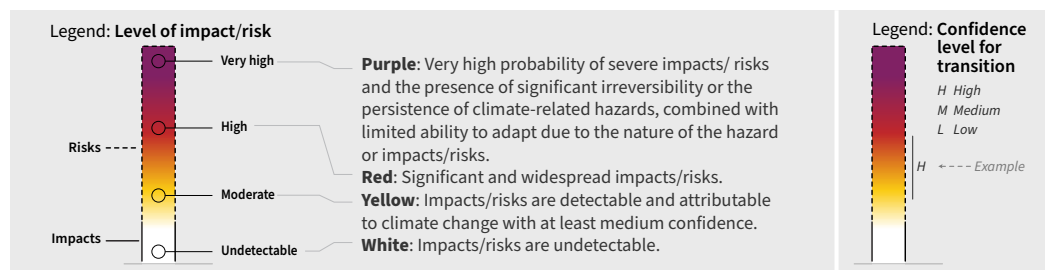 Legend: Level of impact/risk
Very high
High
Risks
Moderate
Impacts
Undetectable
Purple: Very high probability of severe impacts/ risks
and the presence of significant irreversibility or the
persistence of climate-related hazards, combined with
limited ability to adapt due to the nature of the hazard
or impacts/risks.
Red: Significant and widespread impacts/risks.
Yellow: Impacts/risks are detectable and attributable
to climate change with at least medium confidence.
White: Impacts/risks are undetectable.
Legend: Confidence
level for
transition
H High
M Medium
L Low
H
Example